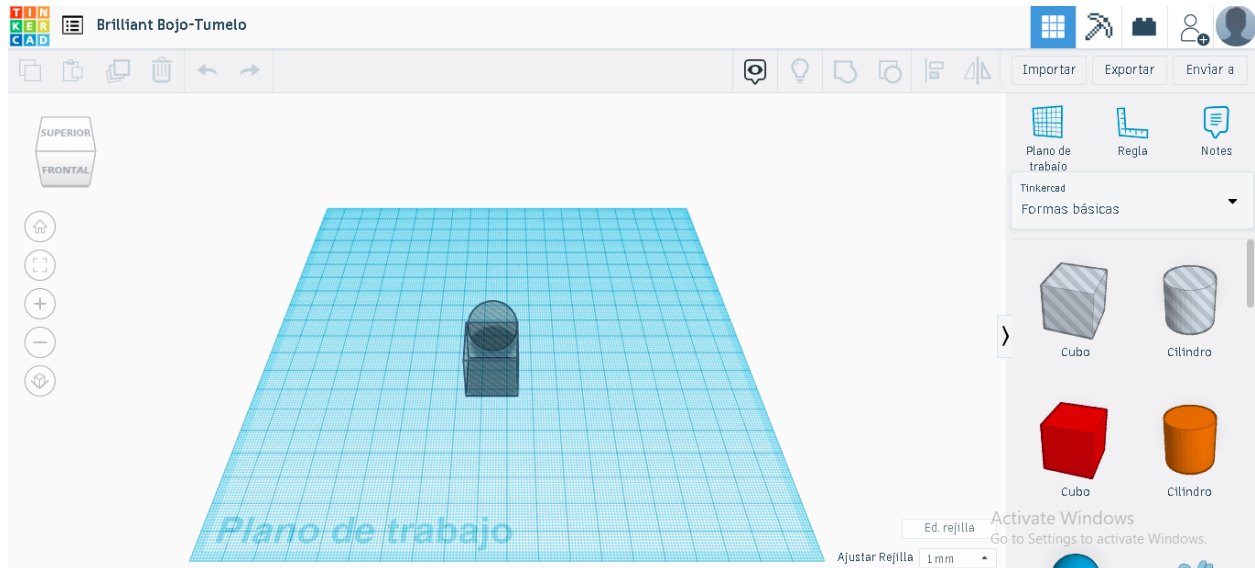 TIN
KER
CAD
Brilliant Bojo-Tumelo
Importar
Exportar
Enviar a
SUPERIOR
FRONTAL
Plano de
trabajo
Regla
Notes
Tinkercad
Formas básicas
Cubo
Cilindro
Cubo
Cilindro
Plano de trabajo
Ed. rejilla
Ajustar Rejilla
1 mm
Activate Windows
Go to Settings to activate Windows.